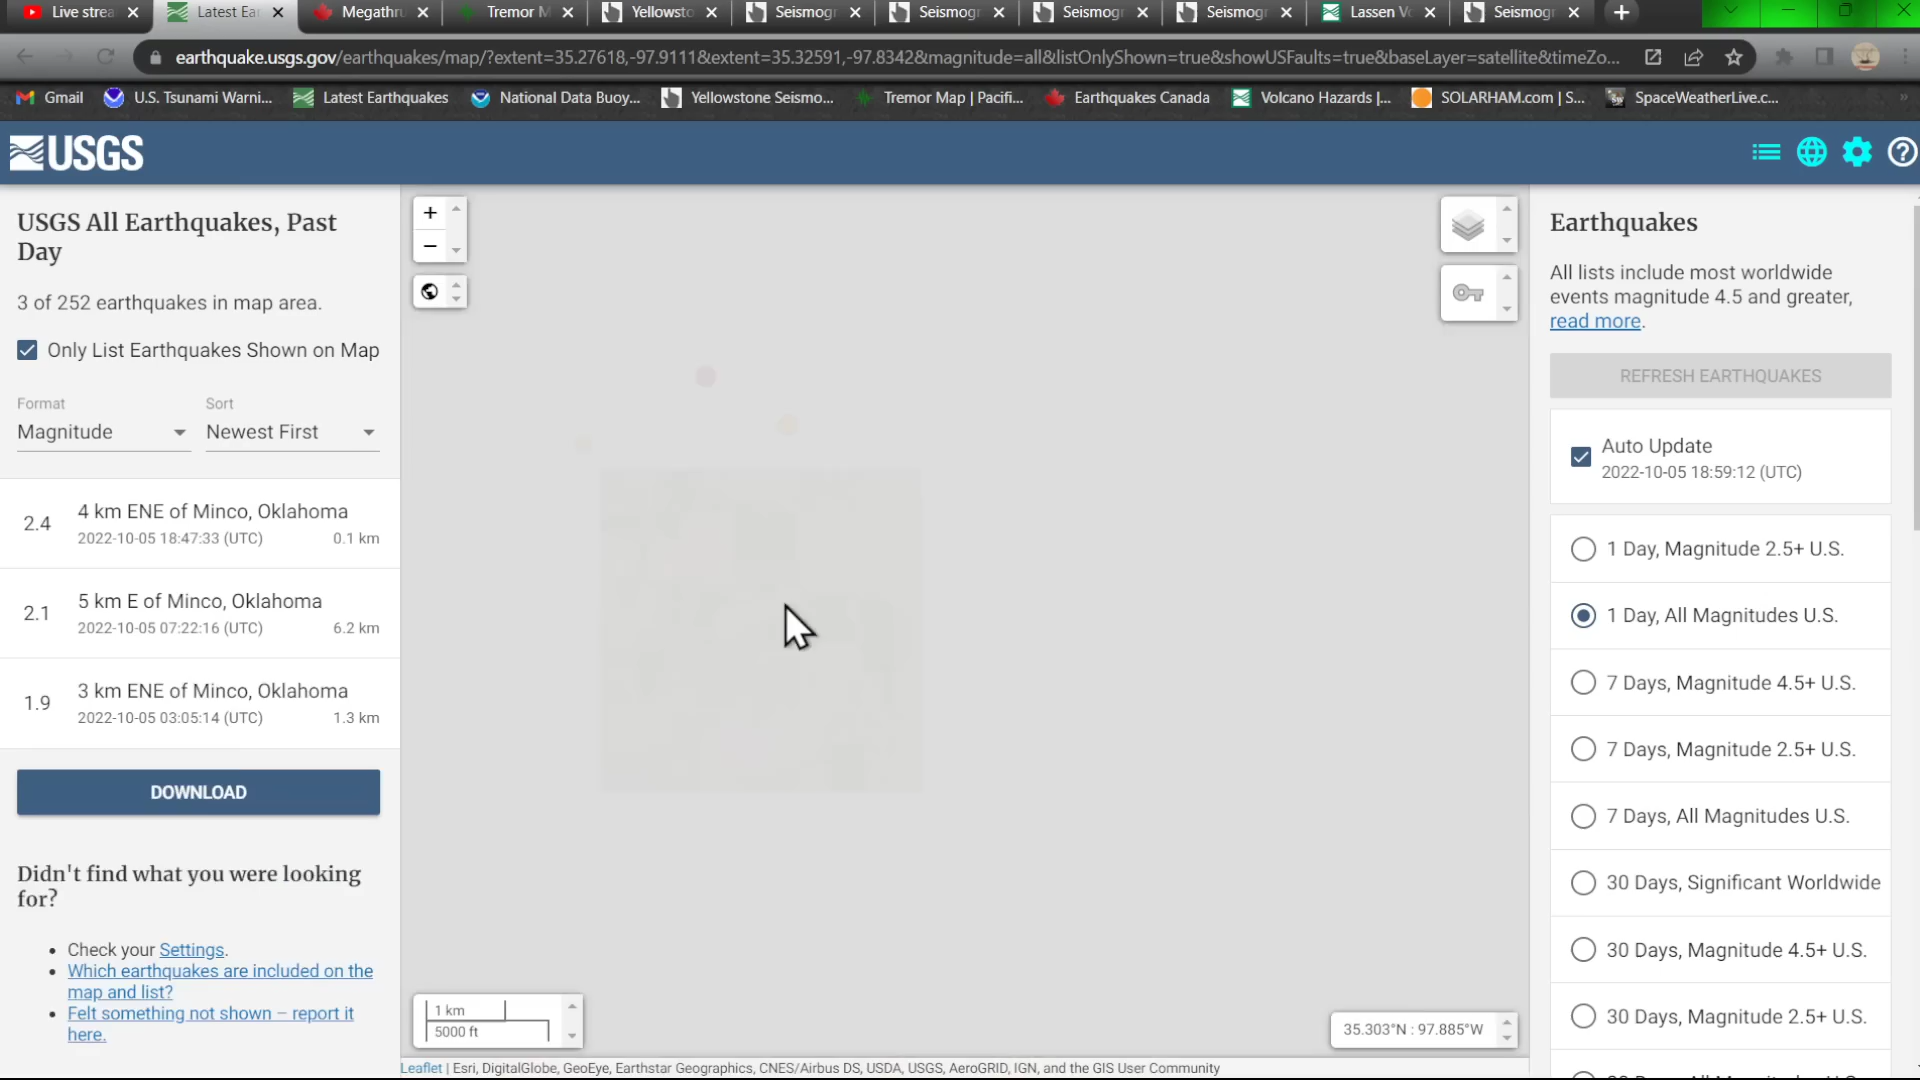 Live strea
Latest Ea
Megathr
Tremor M
Yellowsto
Seismog
Seismog
Seismog
Seismog
Lassen V
Seismog
earthquake.usgs.gov/earthquakes/map/?extent=35.27618,-97.9111&extent=35.32591,-97.8342&magnitude=all&listOnlyShown=true&showUSFaults=true&baseLayer=satellite&timeZo...
Gmail
U.S. Tsunami Warni...
Latest Earthquakes
National Data Buoy...
Yellowstone Seismo...
Tremor Map | Pacifi...
Earthquakes Canada
Volcano Hazards |...
SOLARHAM.com | S...
SpaceWeatherLive.c...
USGS
USGS All Earthquakes, Past
Day
3 of 252 earthquakes in map area.
Only List Earthquakes Shown on Map
Format
Sort
Magnitude
Newest First
2.4
4 km ENE of Minco, Oklahoma
2022-10-05 18:47:33 (UTC)
0.1 km
2.1
5 km E of Minco, Oklahoma
2022-10-05 07:22:16 (UTC)
6.2 km
1.9
3 km ENE of Minco, Oklahoma
2022-10-05 03:05:14 (UTC)
1.3 km
DOWNLOAD
Didn't find what you were looking
for?
• Check your Settings.
• Which earthquakes are included on the
map and list?
• Felt something not shown – report it
here.
+
−
1 km
5000 ft
35.303°N : 97.885°W
Leaflet | Esri, DigitalGlobe, GeoEye, Earthstar Geographics, CNES/Airbus DS, USDA, USGS, AeroGRID, IGN, and the GIS User Community
Earthquakes
All lists include most worldwide
events magnitude 4.5 and greater,
read more.
REFRESH EARTHQUAKES
Auto Update
2022-10-05 18:59:12 (UTC)
1 Day, Magnitude 2.5+ U.S.
1 Day, All Magnitudes U.S.
7 Days, Magnitude 4.5+ U.S.
7 Days, Magnitude 2.5+ U.S.
7 Days, All Magnitudes U.S.
30 Days, Significant Worldwide
30 Days, Magnitude 4.5+ U.S.
30 Days, Magnitude 2.5+ U.S.